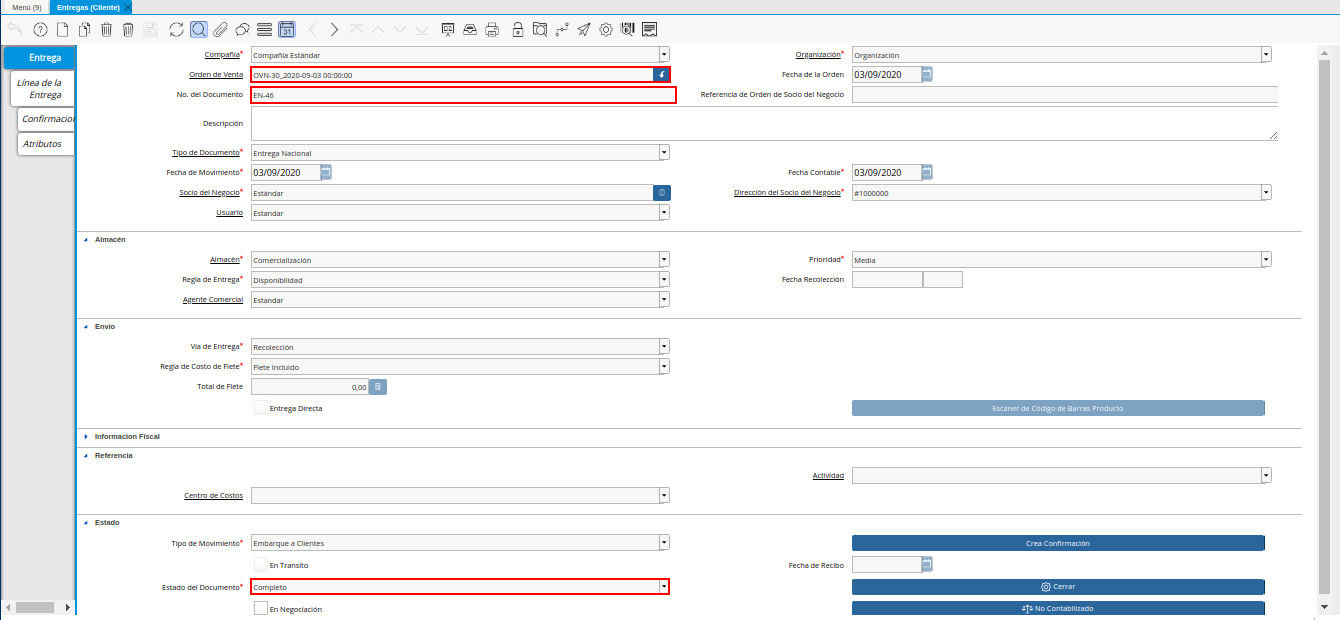 Menú (9) Entregas (Cliente)
31
Entrega
Línea de la
Entrega
Confirmacion
Atributos
Compañía* Compañia Estándar Organización* Organización
Orden de Venta OVN-30_2020-09-03 00:00:00 Fecha de la Orden 03/09/2020
No. del Documento EN-46 Referencia de Orden de Socio del Negocio
Descripción
Tipo de Documento* Entrega Nacional
Fecha de Movimiento* 03/09/2020 Fecha Contable* 03/09/2020
Socio del Negocio* Estándar Dirección del Socio del Negocio* #1000000
Usuario Estandar
Almacén
Almacén* Comercialización Prioridad* Media
Regla de Entrega* Disponibilidad Fecha Recolección
Agente Comercial Estandar
Envío
Vía de Entrega* Recolección
Regla de Costo de Flete* Flete Incluido
Total de Flete 0,00
Entrega Directa Escáner de Código de Barras Producto
Informacion Fiscal
Referencia
Actividad
Centro de Costos
Estado
Tipo de Movimiento* Embarque a Clientes Crea Confirmación
En Transito Fecha de Recibo
Estado del Documento* Completo Cerrar
En Negociación No Contabilizado